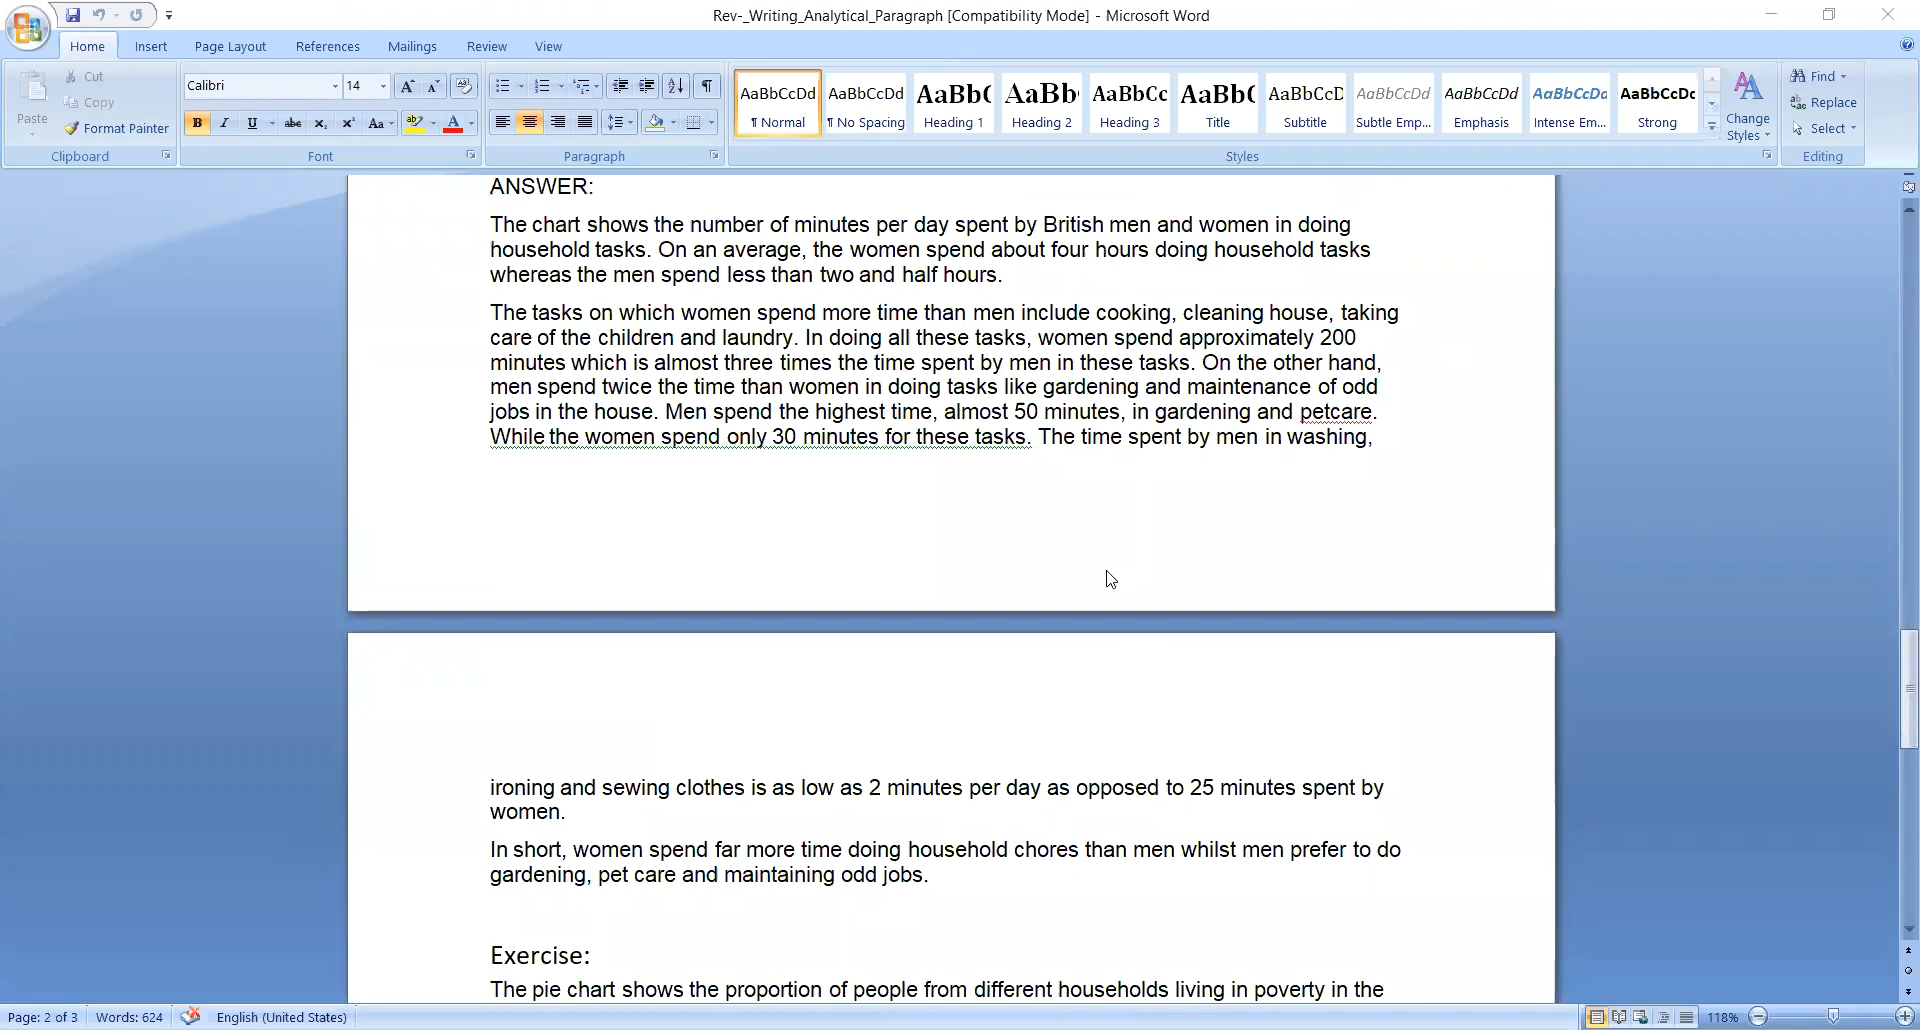 Rev-_Writing_Analytical_Paragraph [Compatibility Mode] - Microsoft Word
Home Insert Page Layout References Mailings Review View
Paste Cut Copy Format Painter Clipboard
Calibri 14 Font
Paragraph
AaBbCcDd AaBbCcDd AaBb( AaBb( AaBbCc AaBb( AaBbCcD AaBbCcDd AaBbCcDd AaBbCcDd AaBbCcDc
¶ Normal ¶ No Spacing Heading 1 Heading 2 Heading 3 Title Subtitle Subtle Emp... Emphasis Intense Em... Strong
Change Styles
Styles
Find Replace Select Editing
ANSWER:
The chart shows the number of minutes per day spent by British men and women in doing
household tasks. On an average, the women spend about four hours doing household tasks
whereas the men spend less than two and half hours.
The tasks on which women spend more time than men include cooking, cleaning house, taking
care of the children and laundry. In doing all these tasks, women spend approximately 200
minutes which is almost three times the time spent by men in these tasks. On the other hand,
men spend twice the time than women in doing tasks like gardening and maintenance of odd
jobs in the house. Men spend the highest time, almost 50 minutes, in gardening and petcare.
While the women spend only 30 minutes for these tasks. The time spent by men in washing,
ironing and sewing clothes is as low as 2 minutes per day as opposed to 25 minutes spent by
women.
In short, women spend far more time doing household chores than men whilst men prefer to do
gardening, pet care and maintaining odd jobs.
Exercise:
The pie chart shows the proportion of people from different households living in poverty in the
Page: 2 of 3 Words: 624 English (United States) 118%